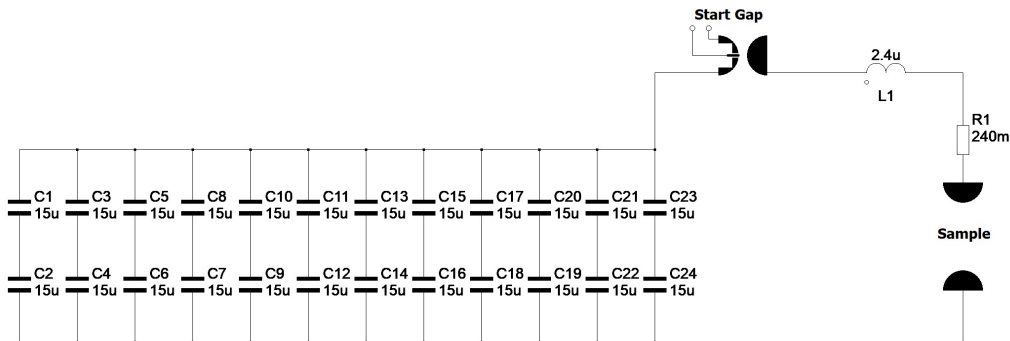 Start Gap
2.4u
L1
R1
240m
C1 C3 C5 C8 C10 C11 C13 C15 C17 C20 C21 C23
15u 15u 15u 15u 15u 15u 15u 15u 15u 15u 15u 15u
Sample
C2 C4 C6 C7 C9 C12 C14 C16 C18 C19 C22 C24
15u 15u 15u 15u 15u 15u 15u 15u 15u 15u 15u 15u